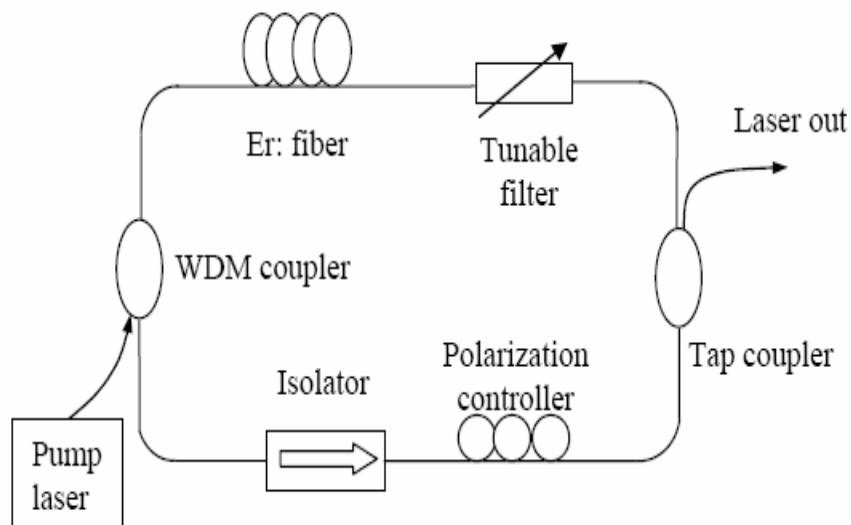 Er: fiber
Tunable
filter
Laser out
WDM coupler
Tap coupler
Isolator
Polarization
controller
Pump
laser